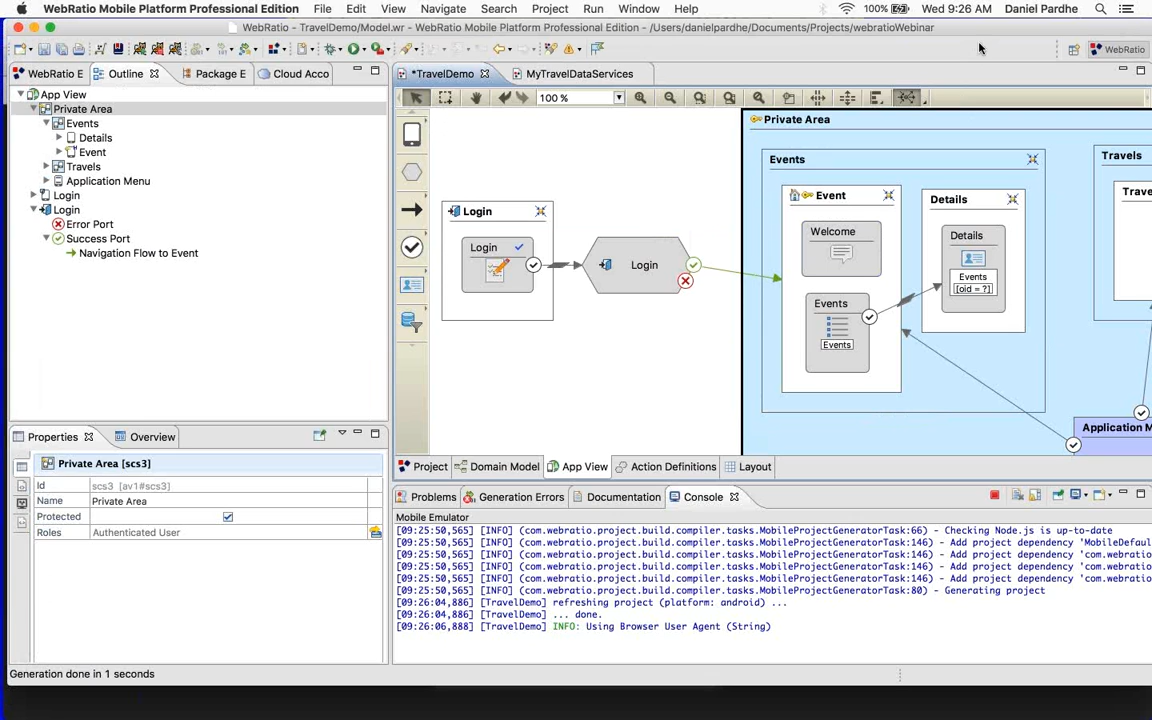 WebRatio Mobile Platform Professional Edition File Edit View Navigate Search Project Run Window Help 100% Wed 9:26 AM Daniel Pardhe
WebRatio - TravelDemo/Model.wr - WebRatio Mobile Platform Professional Edition - /Users/danielpardhe/Documents/Projects/webratioWebinar
WebRatio
WebRatio E Outline Package E Cloud Acco
*TravelDemo MyTravelDataServices
100 %
App View
Private Area
Events
Details
Event
Travels
Application Menu
Login
Login
Error Port
Success Port
Navigation Flow to Event
Private Area
Events
Travels
Event
Details
Trave
Login
Welcome
Details
Login
Login
Events
[oid = ?]
Events
Events
Application M
Project Domain Model App View Action Definitions Layout
Properties Overview
Private Area [scs3]
Id scs3 [av1#scs3]
Name Private Area
Protected
Roles Authenticated User
Problems Generation Errors Documentation Console
Mobile Emulator
[09:25:50,565] [INFO] (com.webratio.project.build.compiler.tasks.MobileProjectGeneratorTask:66) - Checking Node.js is up-to-date
[09:25:50,565] [INFO] (com.webratio.project.build.compiler.tasks.MobileProjectGeneratorTask:146) - Add project dependency 'MobileDefaul
[09:25:50,565] [INFO] (com.webratio.project.build.compiler.tasks.MobileProjectGeneratorTask:146) - Add project dependency 'com.webratio
[09:25:50,565] [INFO] (com.webratio.project.build.compiler.tasks.MobileProjectGeneratorTask:146) - Add project dependency 'com.webratio
[09:25:50,565] [INFO] (com.webratio.project.build.compiler.tasks.MobileProjectGeneratorTask:146) - Add project dependency 'com.webratio
[09:25:50,565] [INFO] (com.webratio.project.build.compiler.tasks.MobileProjectGeneratorTask:80) - Generating project
[09:26:04,886] [TravelDemo] refreshing project (platform: android) ...
[09:26:04,886] [TravelDemo] ... done.
[09:26:06,888] [TravelDemo] INFO: Using Browser User Agent (String)
Generation done in 1 seconds